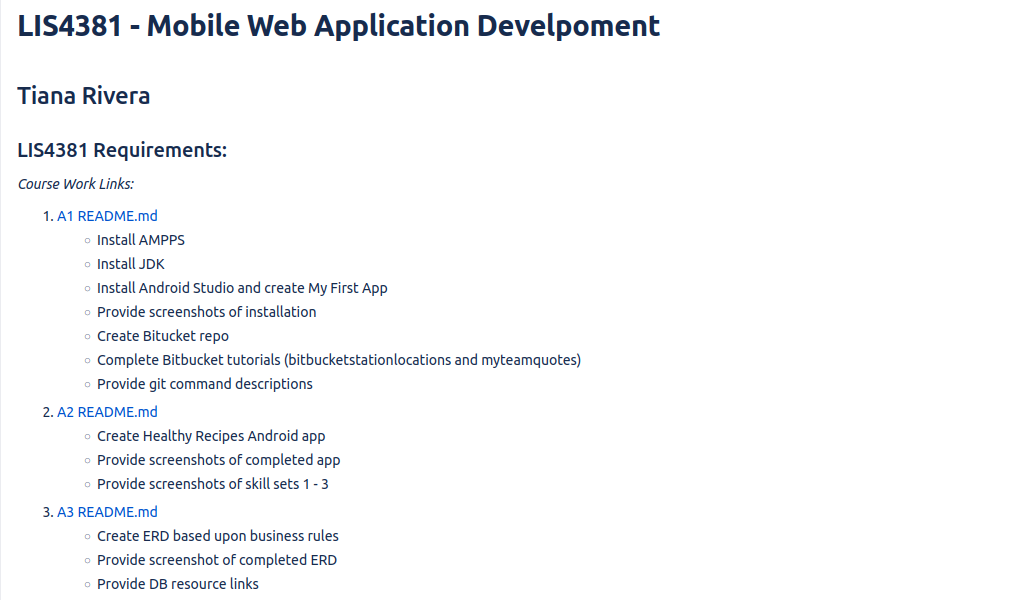 LIS4381 - Mobile Web Application Develpoment
Tiana Rivera
LIS4381 Requirements:
Course Work Links:
1. A1 README.md
○ Install AMPPS
○ Install JDK
○ Install Android Studio and create My First App
○ Provide screenshots of installation
○ Create Bitucket repo
○ Complete Bitbucket tutorials (bitbucketstationlocations and myteamquotes)
○ Provide git command descriptions
2. A2 README.md
○ Create Healthy Recipes Android app
○ Provide screenshots of completed app
○ Provide screenshots of skill sets 1 - 3
3. A3 README.md
○ Create ERD based upon business rules
○ Provide screenshot of completed ERD
○ Provide DB resource links